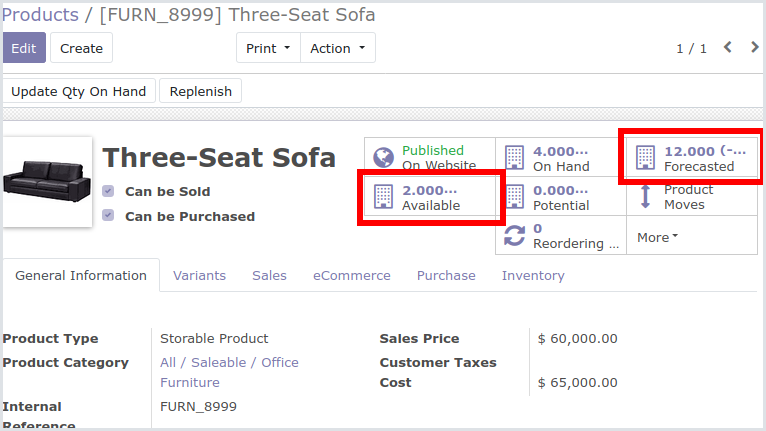 Products / [FURN_8999] Three-Seat Sofa
Edit Create Print Action 1 / 1
Update Qty On Hand Replenish
Three-Seat Sofa
Can be Sold
Can be Purchased
Published
On Website
4.000...
On Hand
12.000 (-...
Forecasted
2.000...
Available
0.000...
Potential
Product
Moves
0
Reordering ...
More
General Information Variants Sales eCommerce Purchase Inventory
Product Type Storable Product
Product Category All / Saleable / Office
Furniture
Internal
Reference FURN_8999
Sales Price $ 60,000.00
Customer Taxes
Cost $ 65,000.00